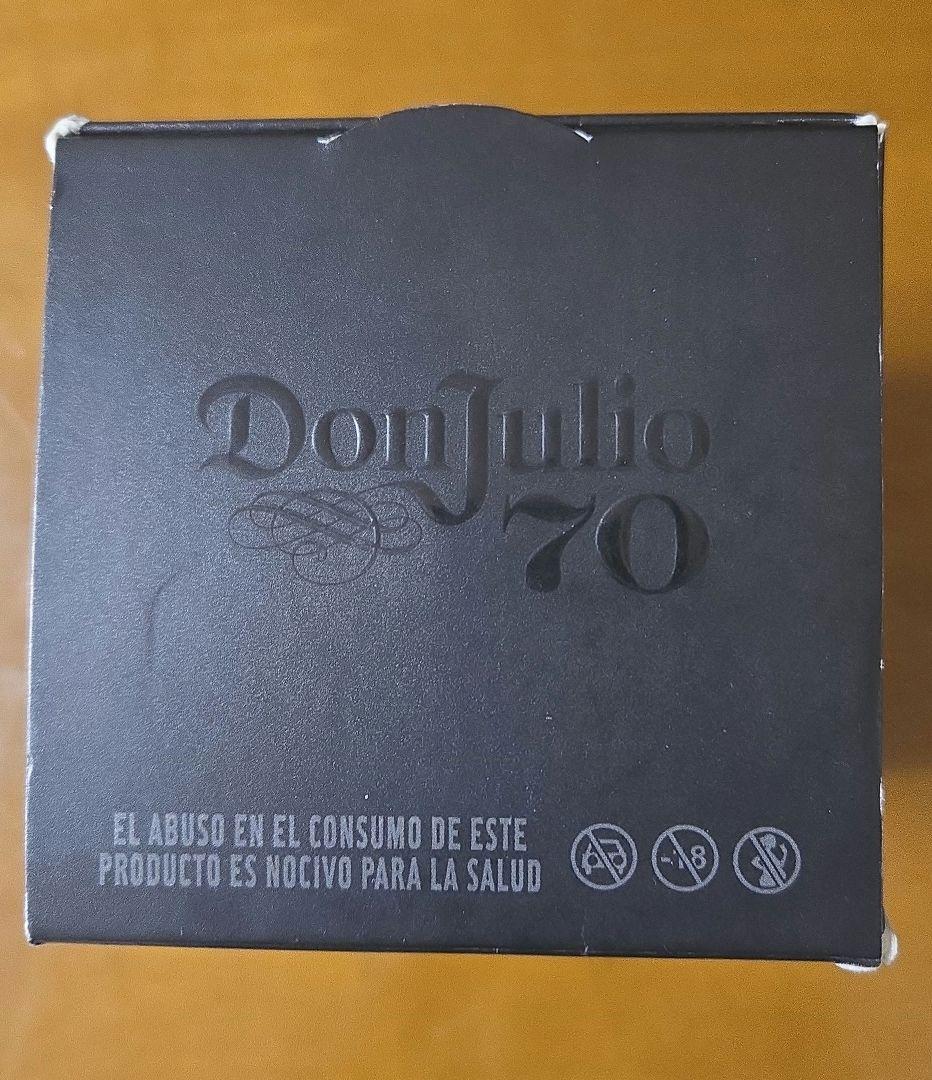 DonJulio
70
EL ABUSO EN EL CONSUMO DE ESTE
PRODUCTO ES NOCIVO PARA LA SALUD
-18